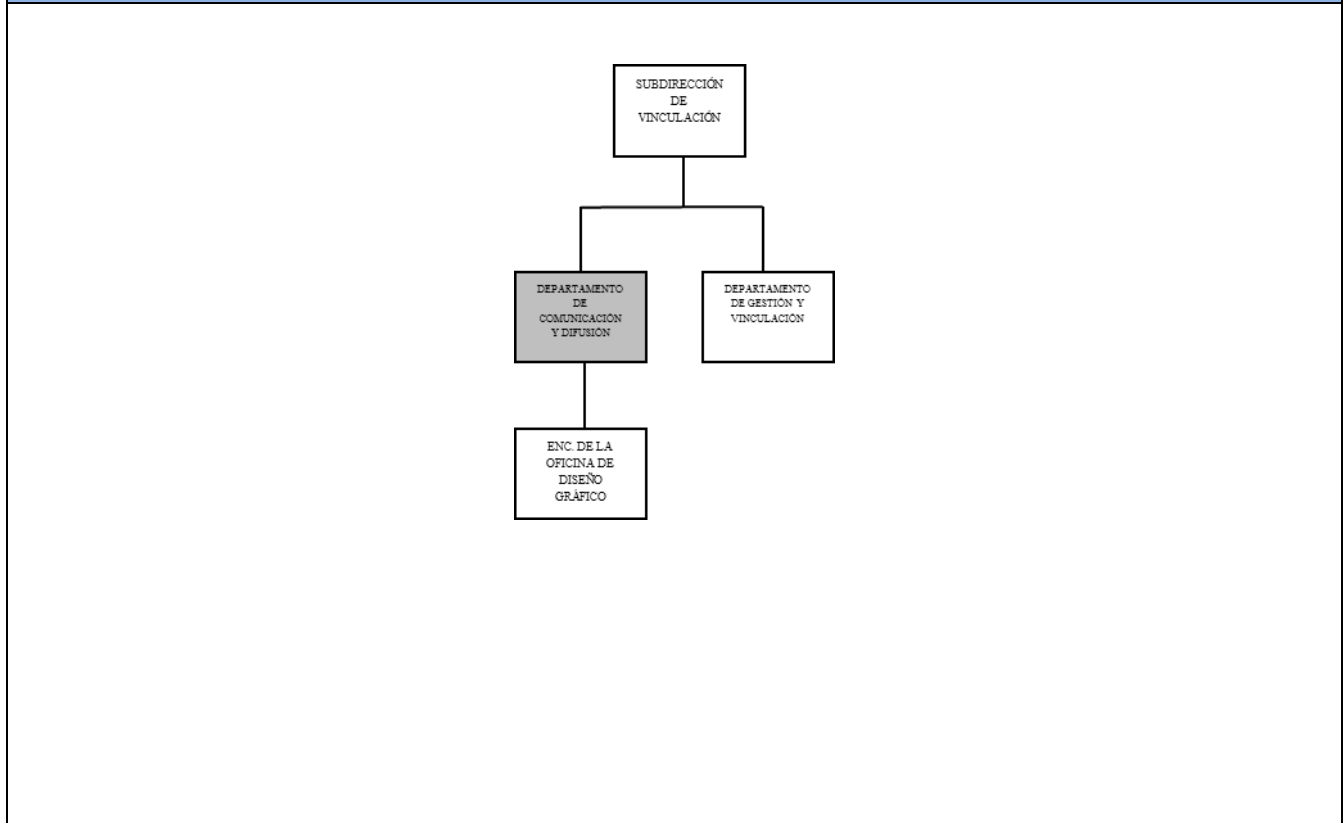 SUBDIRECCIÓN
DE
VINCULACIÓN
DEPARTAMENTO
DE
COMUNICACIÓN
Y DIFUSIÓN
DEPARTAMENTO
DE GESTIÓN Y
VINCULACIÓN
ENC. DE LA
OFICINA DE
DISEÑO
GRÁFICO